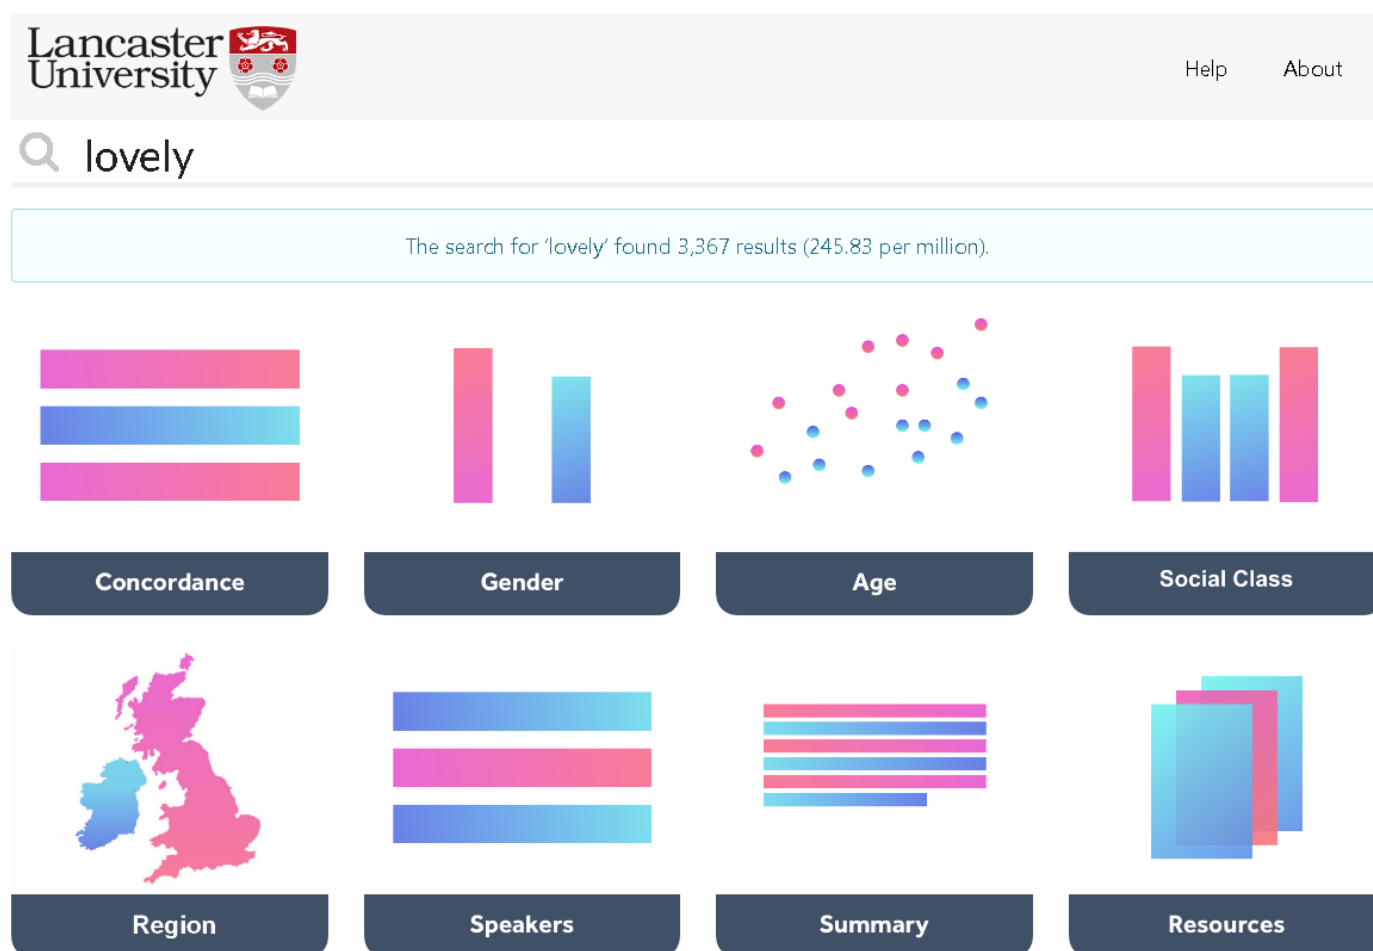 Lancaster
University
Help About
lovely
The search for 'lovely' found 3,367 results (245.83 per million).
Concordance Gender Age Social Class
Region Speakers Summary Resources